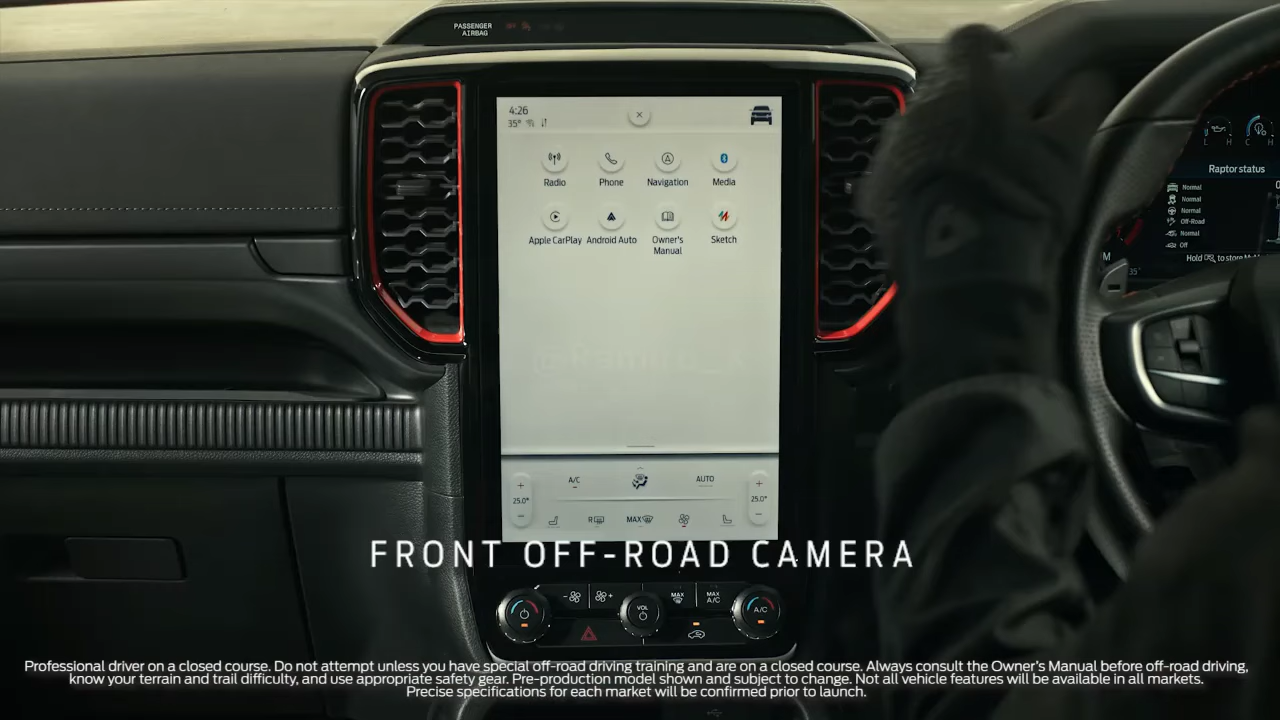 PASSENGER
AIRBAG
4:26
35°
Radio
Phone
Navigation
Media
Apple CarPlay
Android Auto
Owner's
Manual
Sketch
A/C
AUTO
25.0°
25.0°
R
MAX
Raptor status
Normal
Normal
Normal
Off-Road
Normal
Off
Hold
to store
M
35°
L H
C H
FRONT OFF-ROAD CAMERA
VOL
MAX
MAX
A/C
A/C
Professional driver on a closed course. Do not attempt unless you have special off-road driving training and are on a closed course. Always consult the Owner's Manual before off-road driving,
know your terrain and trail difficulty, and use appropriate safety gear. Pre-production model shown and subject to change. Not all vehicle features will be available in all markets.
Precise specifications for each market will be confirmed prior to launch.